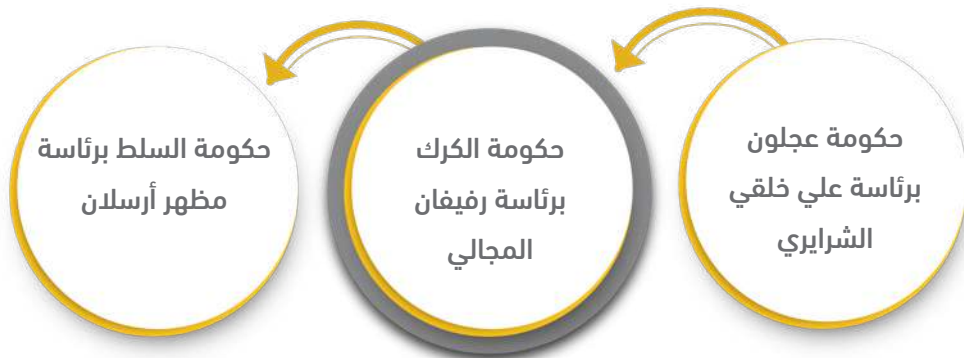 حكومة عجلون
برئاسة علي خلقي
الشرايري
حكومة الكرك
برئاسة رفيفان
المجالي
حكومة السلط برئاسة
مظهر أرسلان